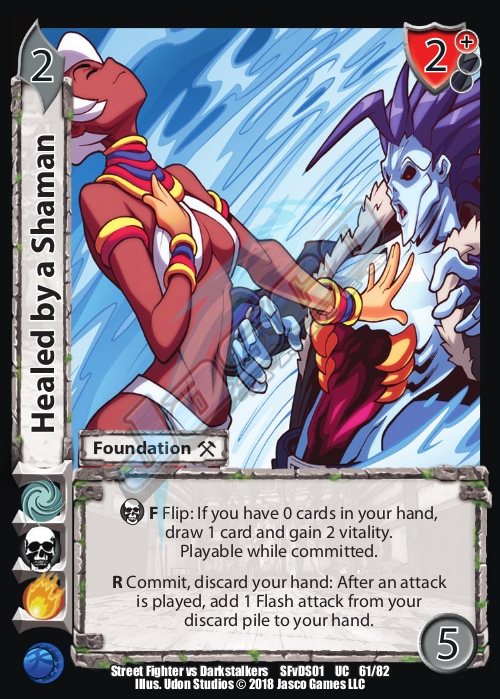 2
2
Healed by a Shaman
Foundation
F Flip: If you have 0 cards in your hand,
draw 1 card and gain 2 vitality.
Playable while committed.
R Commit, discard your hand: After an attack
is played, add 1 Flash attack from your
discard pile to your hand.
5
Street Fighter vs Darkstalkers SFvDS01 UC 61/82
Illus. Udon Studios © 2018 Jasco Games LLC